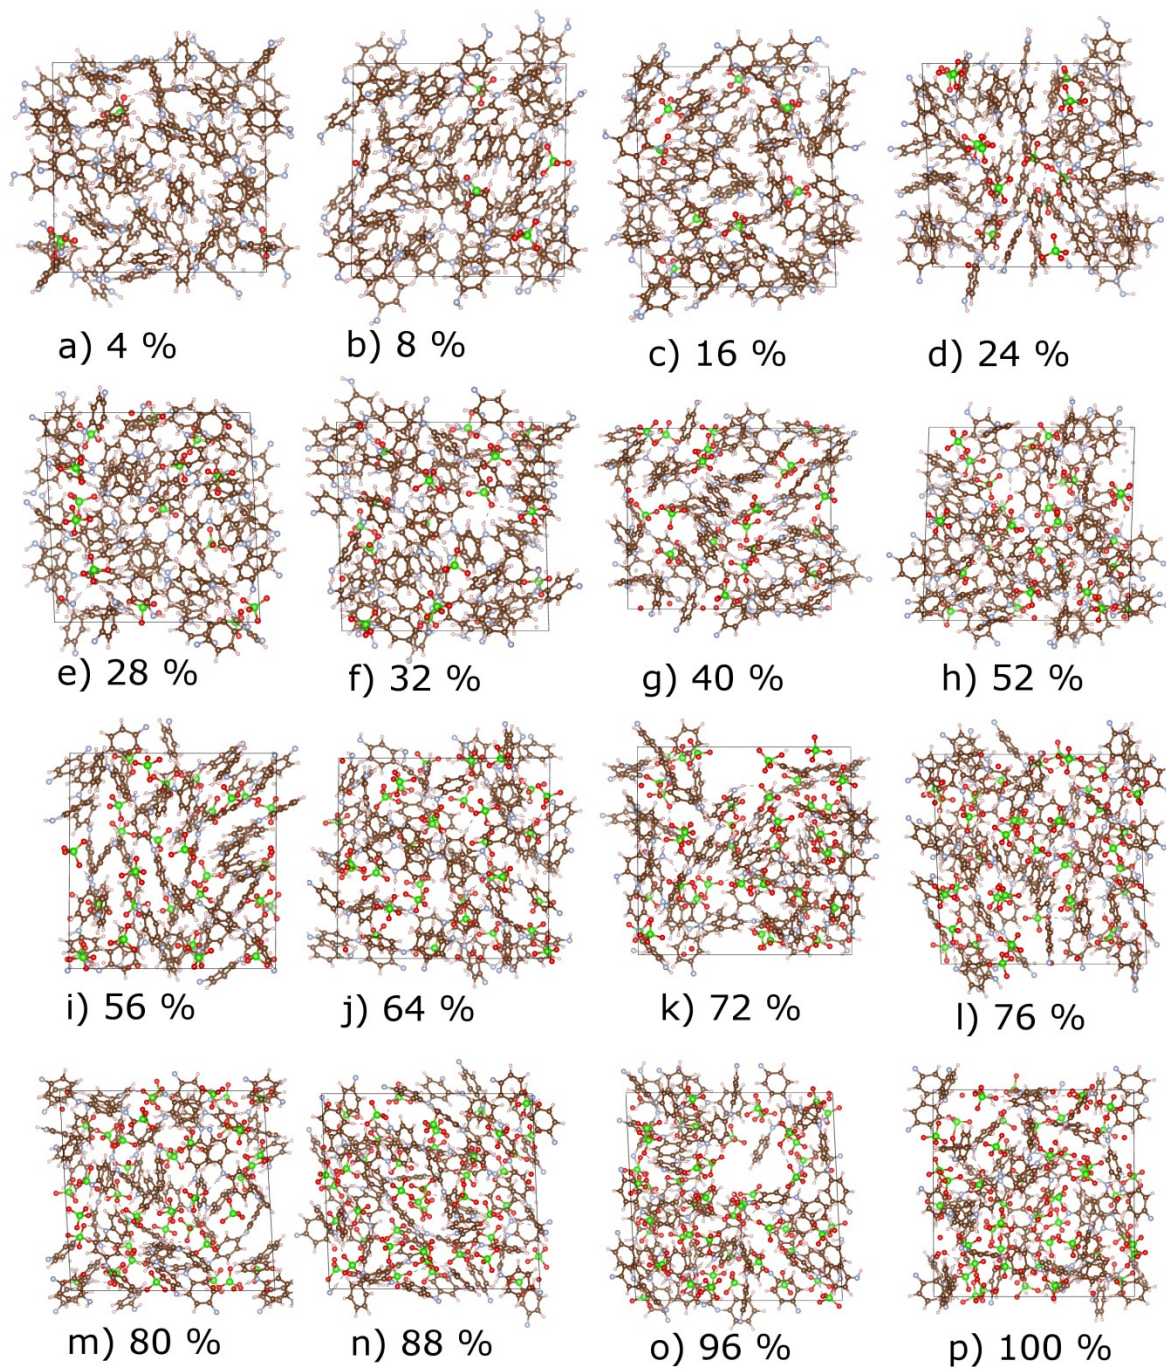 a) 4 %
b) 8 %
c) 16 %
d) 24 %
e) 28 %
f) 32 %
g) 40 %
h) 52 %
i) 56 %
j) 64 %
k) 72 %
l) 76 %
m) 80 %
n) 88 %
o) 96 %
p) 100 %